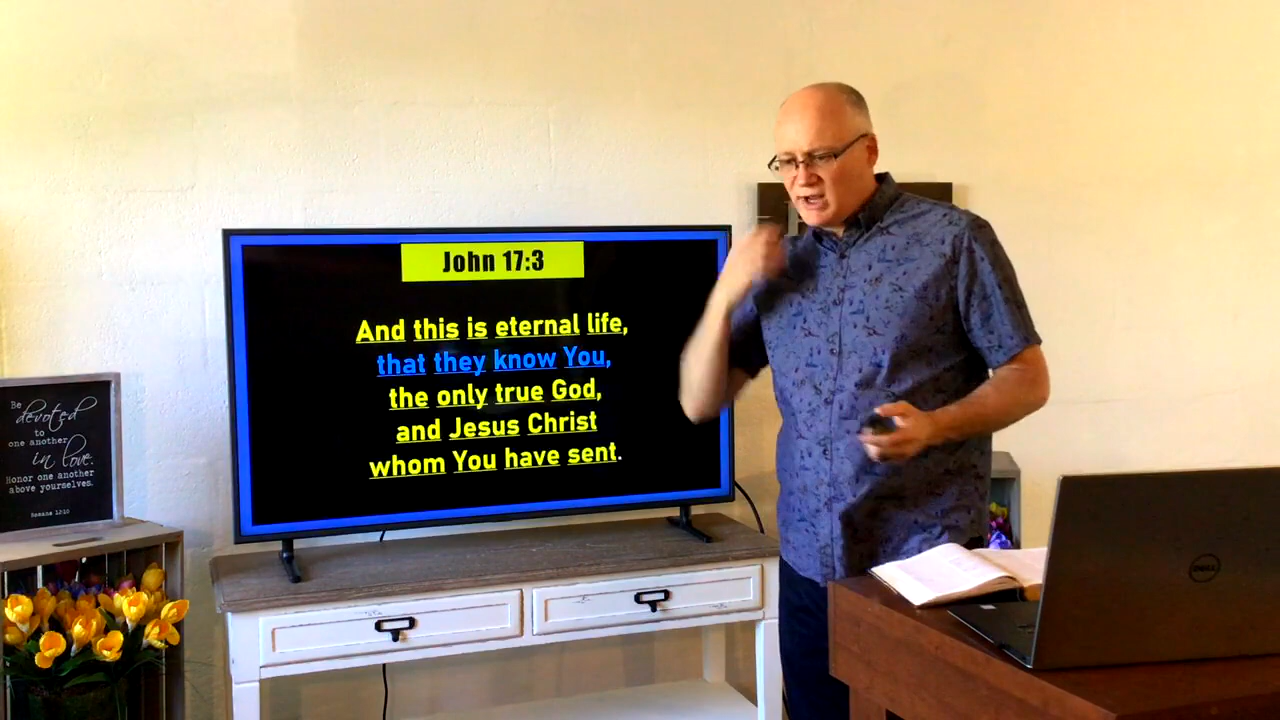 John 17:3
And this is eternal life,
that they know You,
the only true God,
and Jesus Christ
whom You have sent.
Be
devoted
to
one another
in love.
Honor one another
above yourselves.
Romans 12:10
DELL